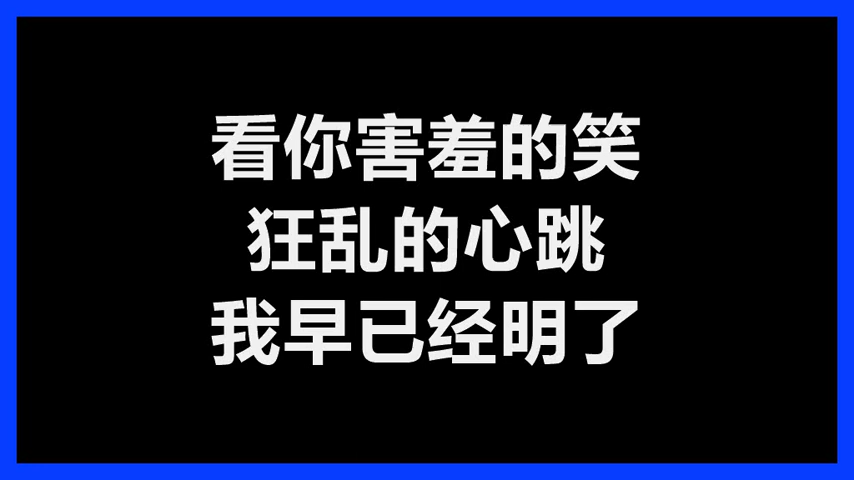 看你害羞的笑
狂乱的心跳
我早已经明了